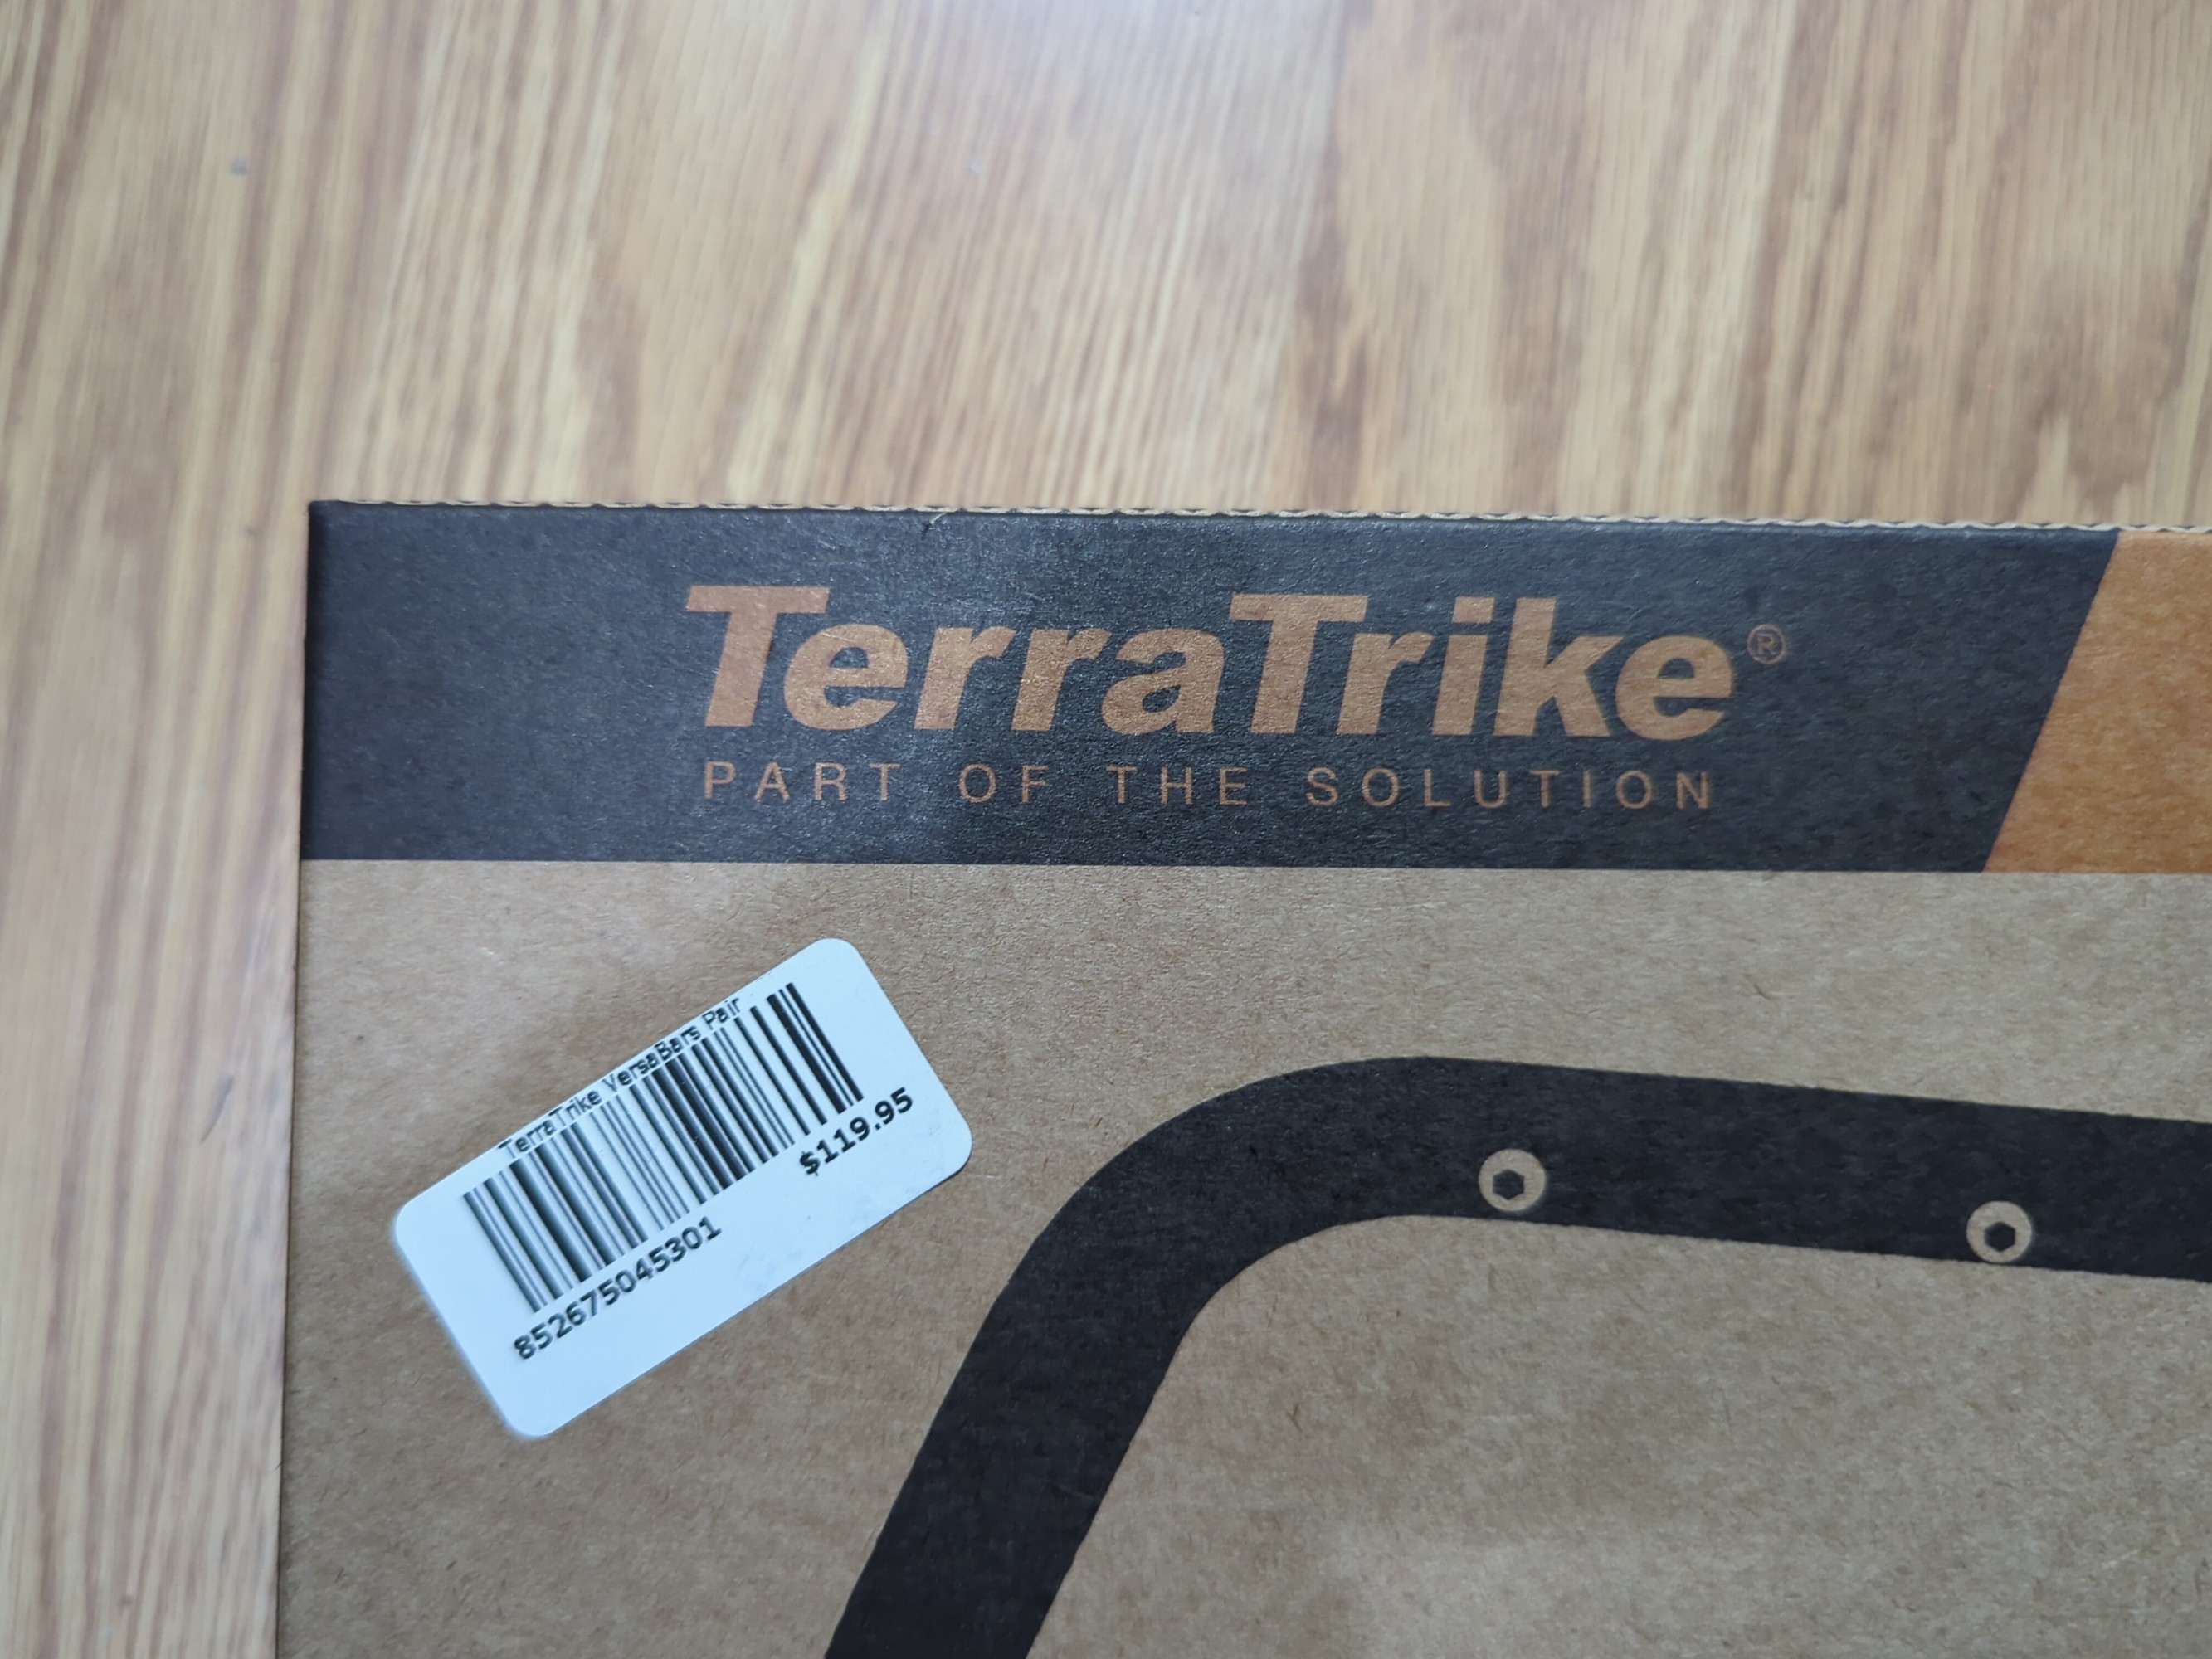 TerraTrike®
PART OF THE SOLUTION
TerraTrike VersaBars Pair
$119.95
852675045301